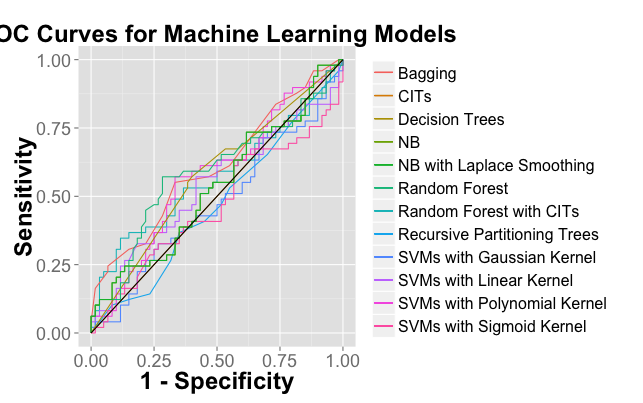 OC Curves for Machine Learning Models
1.00
0.75
0.50
0.25
0.00
Sensitivity
0.00 0.25 0.50 0.75 1.00
1 - Specificity
Bagging
CITs
Decision Trees
NB
NB with Laplace Smoothing
Random Forest
Random Forest with CITs
Recursive Partitioning Trees
SVMs with Gaussian Kernel
SVMs with Linear Kernel
SVMs with Polynomial Kernel
SVMs with Sigmoid Kernel